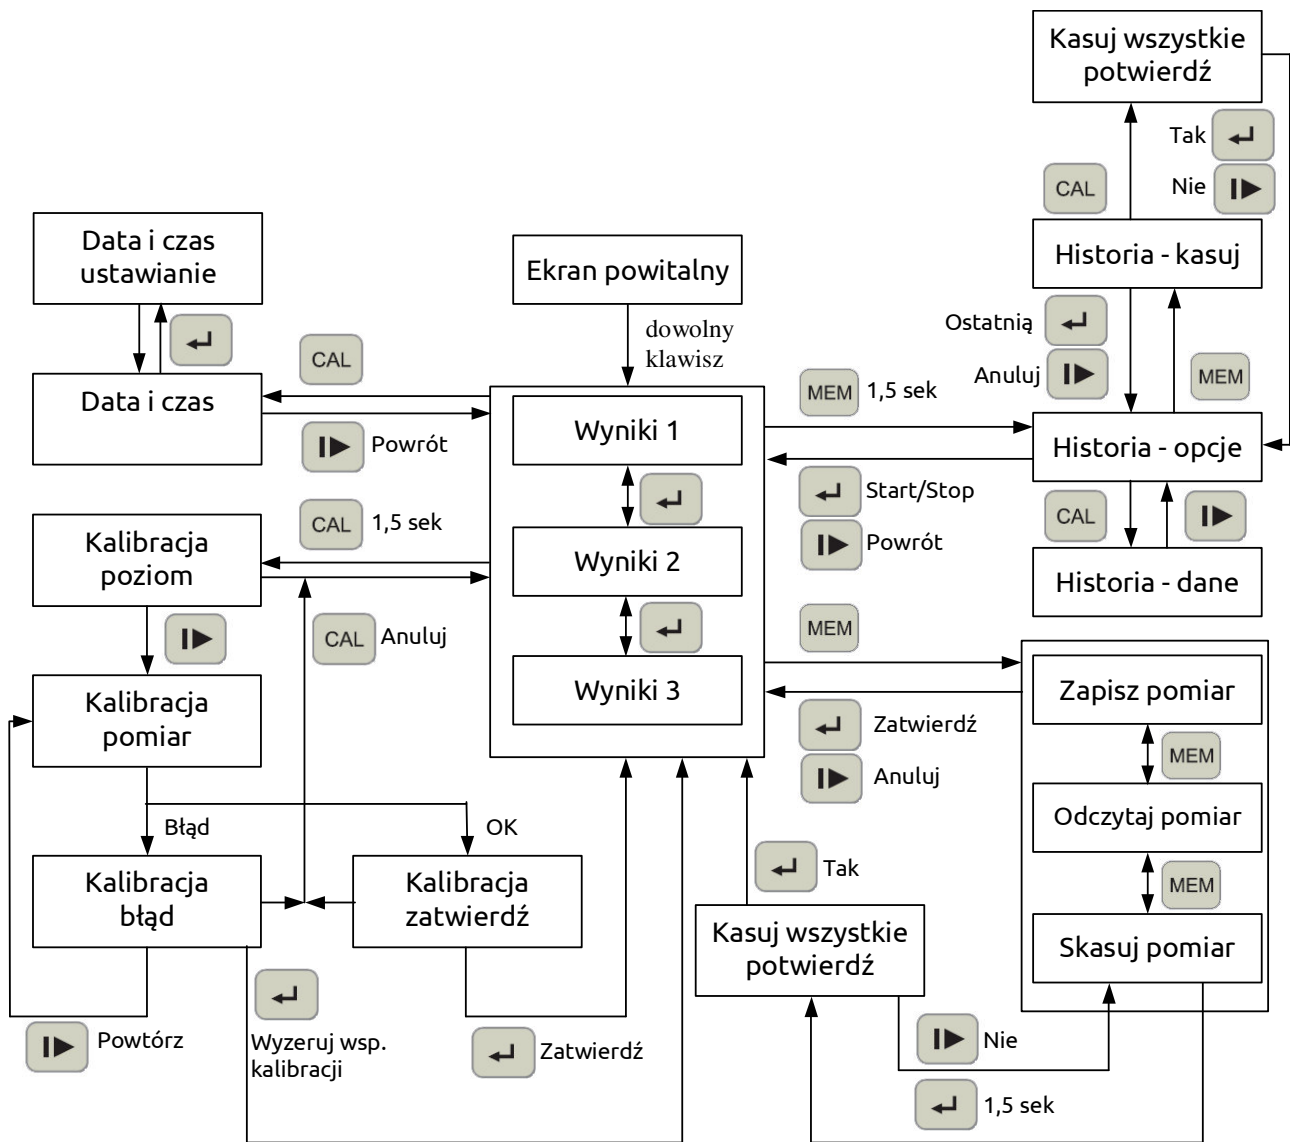 Kasuj wszystkie
potwierdź
Tak
Nie
CAL
Historia - kasuj
Ostatnią
Anuluj
MEM
Historia - opcje
CAL
Historia - dane
Data i czas
ustawianie
Data i czas
CAL
Powrót
Ekran powitalny
dowolny
klawisz
Wyniki 1
Wyniki 2
Wyniki 3
MEM 1,5 sek
Start/Stop
Powrót
CAL 1,5 sek
Kalibracja
poziom
CAL Anuluj
Kalibracja
pomiar
Błąd
OK
Kalibracja
błąd
Kalibracja
zatwierdź
Powtórz
Wyzeruj wsp.
kalibracji
Zatwierdź
MEM
Zatwierdź
Anuluj
Zapisz pomiar
MEM
Odczytaj pomiar
MEM
Skasuj pomiar
Tak
Kasuj wszystkie
potwierdź
Nie
1,5 sek